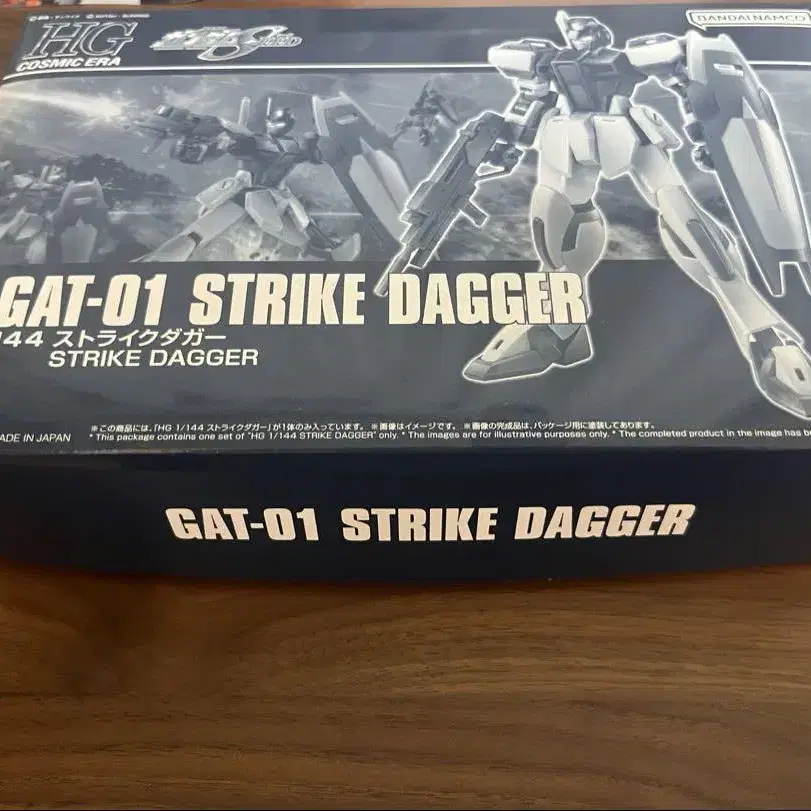 HG
COSMIC ERA
SEED
BANDAI NAMCO
GAT-01 STRIKE DAGGER
144 ストライクダガー
STRIKE DAGGER
※この商品には、「HG 1/144 ストライクダガー」が1体のみ入っています。 ※画像はイメージです。 ※画像の完成品は、パッケージ用に塗装してあります。
ADE IN JAPAN
* This package contains one set of "HG 1/144 STRIKE DAGGER" only. * The images are for illustrative purposes only. * The completed product in the image has b
GAT-01 STRIKE DAGGER